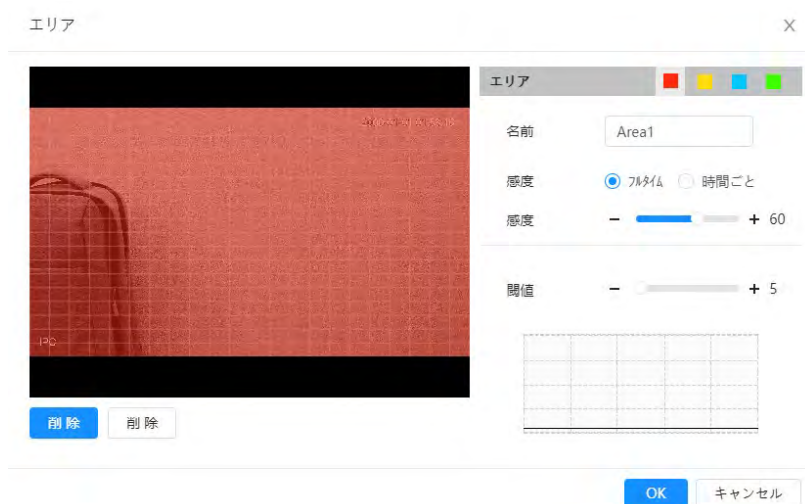 エリア
X
エリア
名前 Area1
感度 フルタイム 時間ごと
感度 - + 60
閾値 - + 5
IPC
削除 削除
OK キャンセル